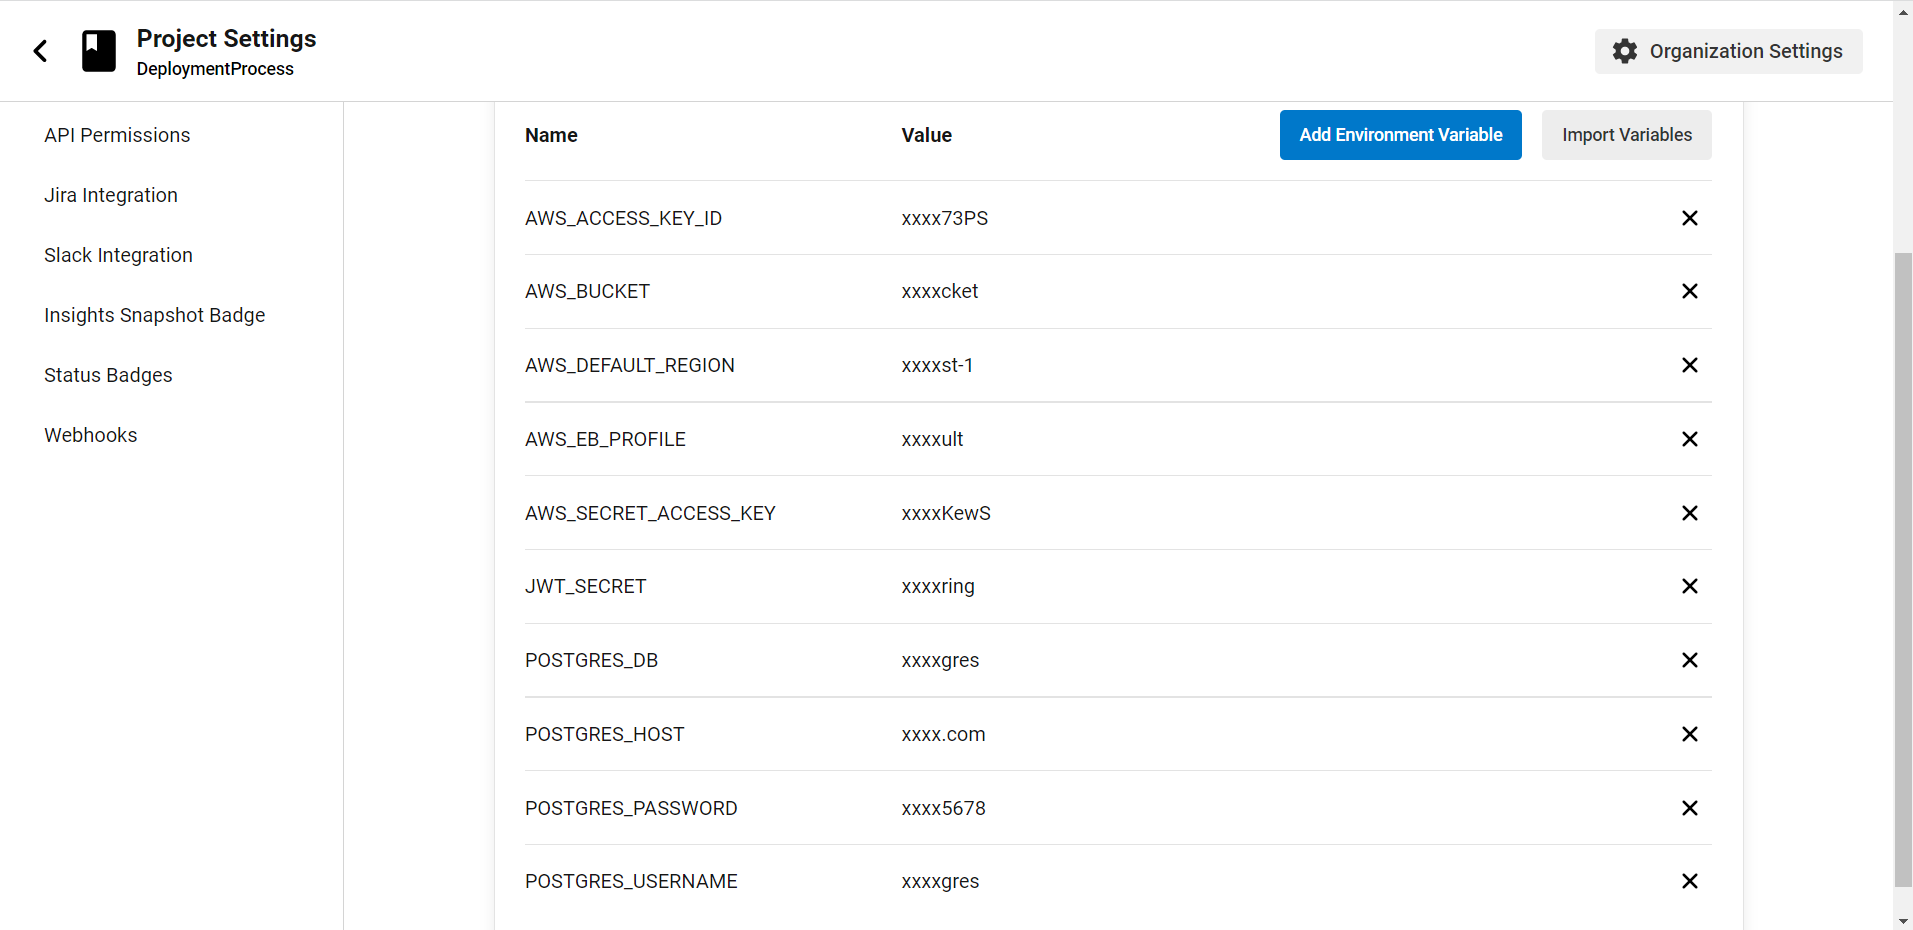 Project Settings
DeploymentProcess
Organization Settings
API Permissions
Jira Integration
Slack Integration
Insights Snapshot Badge
Status Badges
Webhooks
Name Value Add Environment Variable Import Variables
AWS_ACCESS_KEY_ID xxxx73PS
AWS_BUCKET xxxxcket
AWS_DEFAULT_REGION xxxxst-1
AWS_EB_PROFILE xxxxult
AWS_SECRET_ACCESS_KEY xxxxKewS
JWT_SECRET xxxxring
POSTGRES_DB xxxxgres
POSTGRES_HOST xxxx.com
POSTGRES_PASSWORD xxxx5678
POSTGRES_USERNAME xxxxgres